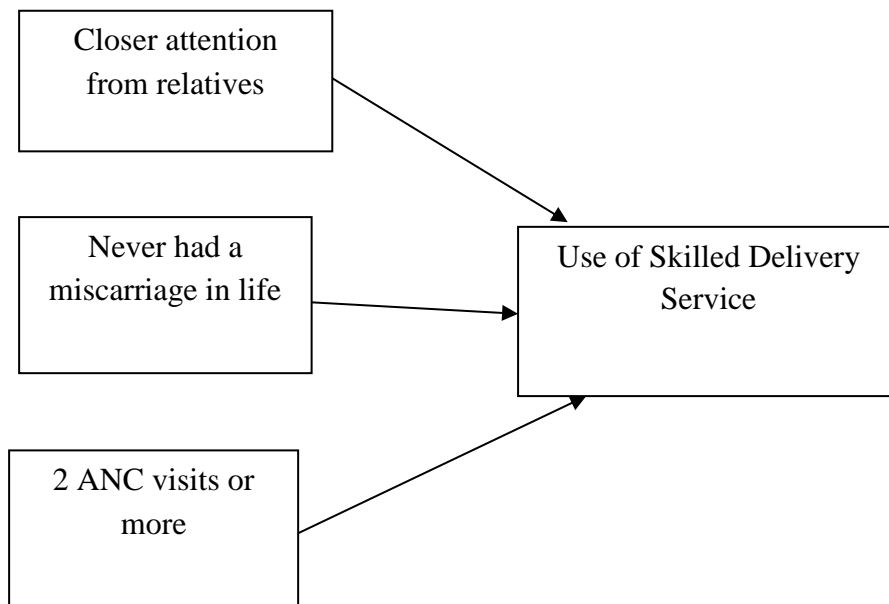 Closer attention
from relatives
Never had a
miscarriage in life
Use of Skilled Delivery
Service
2 ANC visits or
more